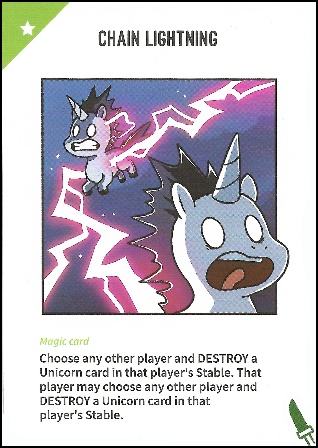 CHAIN LIGHTNING
Magic card
Choose any other player and DESTROY a
Unicorn card in that player's Stable. That
player may choose any other player and
DESTROY a Unicorn card in that
player's Stable.